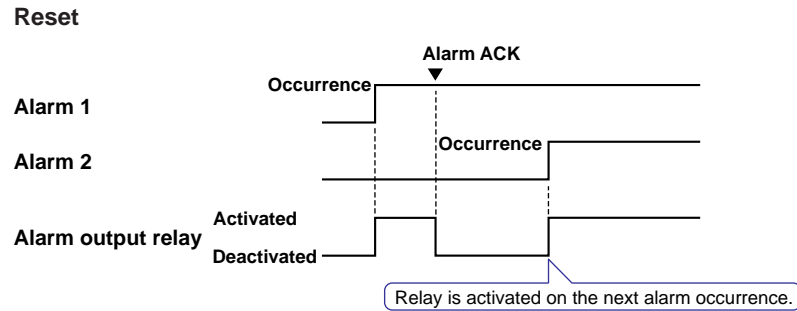 Reset
Alarm ACK
Occurrence
Alarm 1
Occurrence
Alarm 2
Activated
Alarm output relay
Deactivated
Relay is activated on the next alarm occurrence.